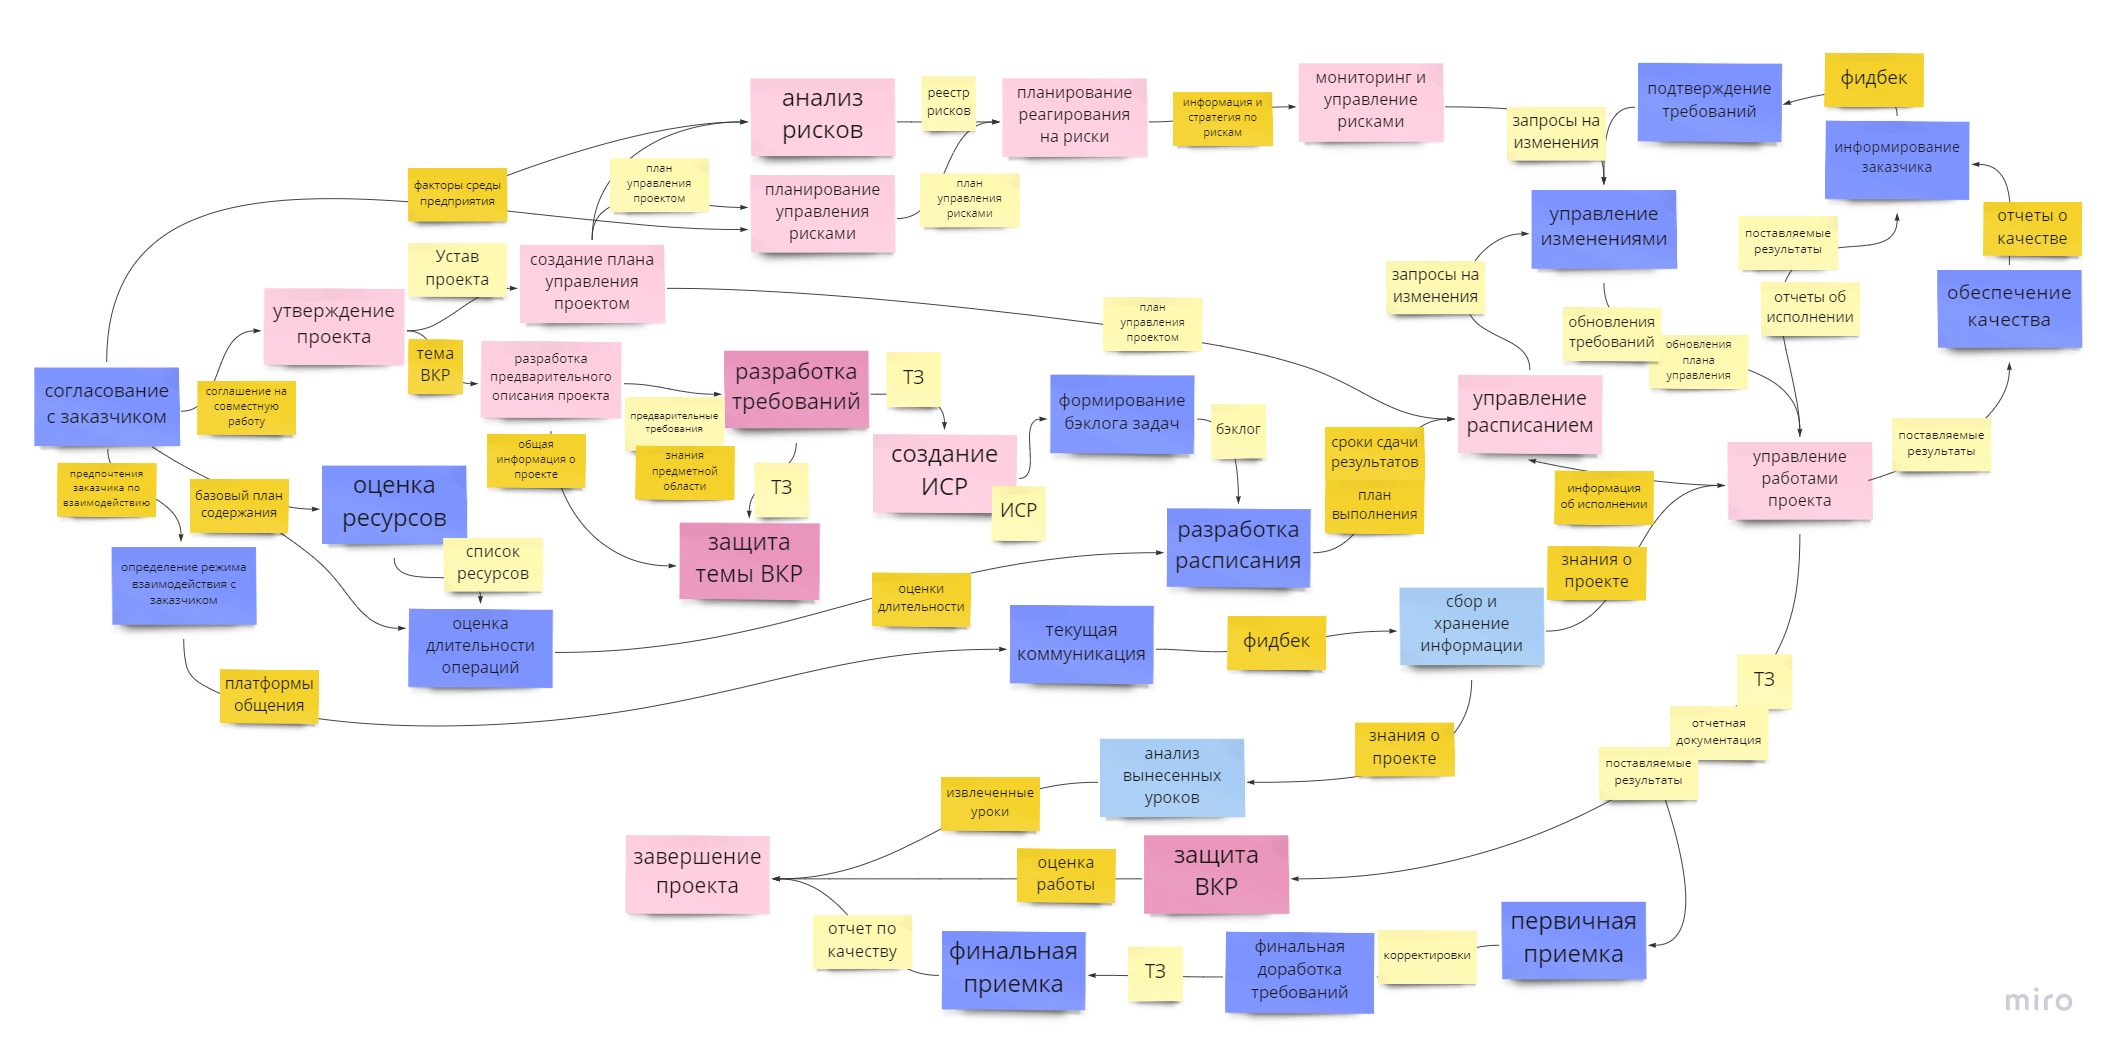 анализ
рисков
реестр
рисков
планирование
реагирования
на риски
информация и
стратегия по
рискам
мониторинг и
управление
рисками
запросы на
изменения
подтверждение
требований
фидбек
информирование
заказчика
факторы среды
предприятия
план
управления
проектом
планирование
управления
рисками
план
управления
рисками
управление
изменениями
поставляемые
результаты
отчеты о
качестве
Устав
проекта
создание плана
управления
проектом
запросы на
изменения
отчеты об
исполнении
обеспечение
качества
утверждение
проекта
план
управления
проектом
обновления
требований
обновления
плана
управления
тема
ВКР
разработка
предварительного
описания проекта
разработка
требований
ТЗ
согласование
с заказчиком
соглашение на
совместную
работу
предварительные
требования
формирование
бэклога задач
бэклог
управление
расписанием
поставляемые
результаты
предпочтения
заказчика по
взаимодействию
базовый план
содержания
оценка
ресурсов
общая
информация о
проекте
знания
предметной
области
ТЗ
создание
ИСР
ИСР
сроки сдачи
результатов
план
выполнения
информация
об исполнении
управление
работами
проекта
определение режима
взаимодействия с
заказчиком
список
ресурсов
защита
темы ВКР
разработка
расписания
знания о
проекте
оценка
длительности
операций
оценки
длительности
текущая
коммуникация
фидбек
сбор и
хранение
информации
платформы
общения
ТЗ
отчетная
документация
поставляемые
результаты
знания о
проекте
анализ
вынесенных
уроков
извлеченные
уроки
завершение
проекта
оценка
работы
защита
ВКР
отчет по
качеству
финальная
приемка
ТЗ
финальная
доработка
требований
корректировки
первичная
приемка
miro